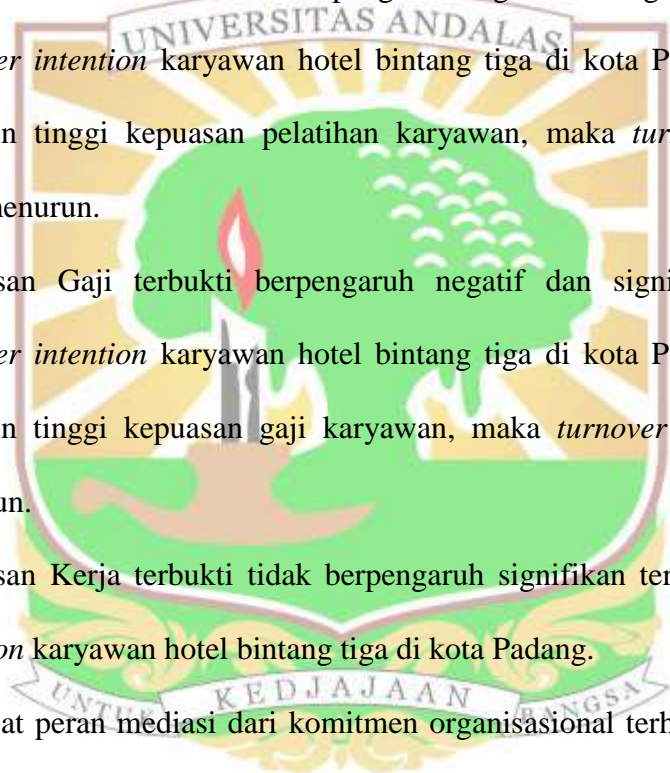 UNIVERSITAS ANDALAS
er intention karyawan hotel bintang tiga di kota P
n tinggi kepuasan pelatihan karyawan, maka tur
nenurun.
san Gaji terbukti berpengaruh negatif dan signi
er intention karyawan hotel bintang tiga di kota P
n tinggi kepuasan gaji karyawan, maka turnover
un.
san Kerja terbukti tidak berpengaruh signifikan ter
on karyawan hotel bintang tiga di kota Padang.
UNTUK KEDJAJAAN BANGSA
at peran mediasi dari komitmen organisasional terh